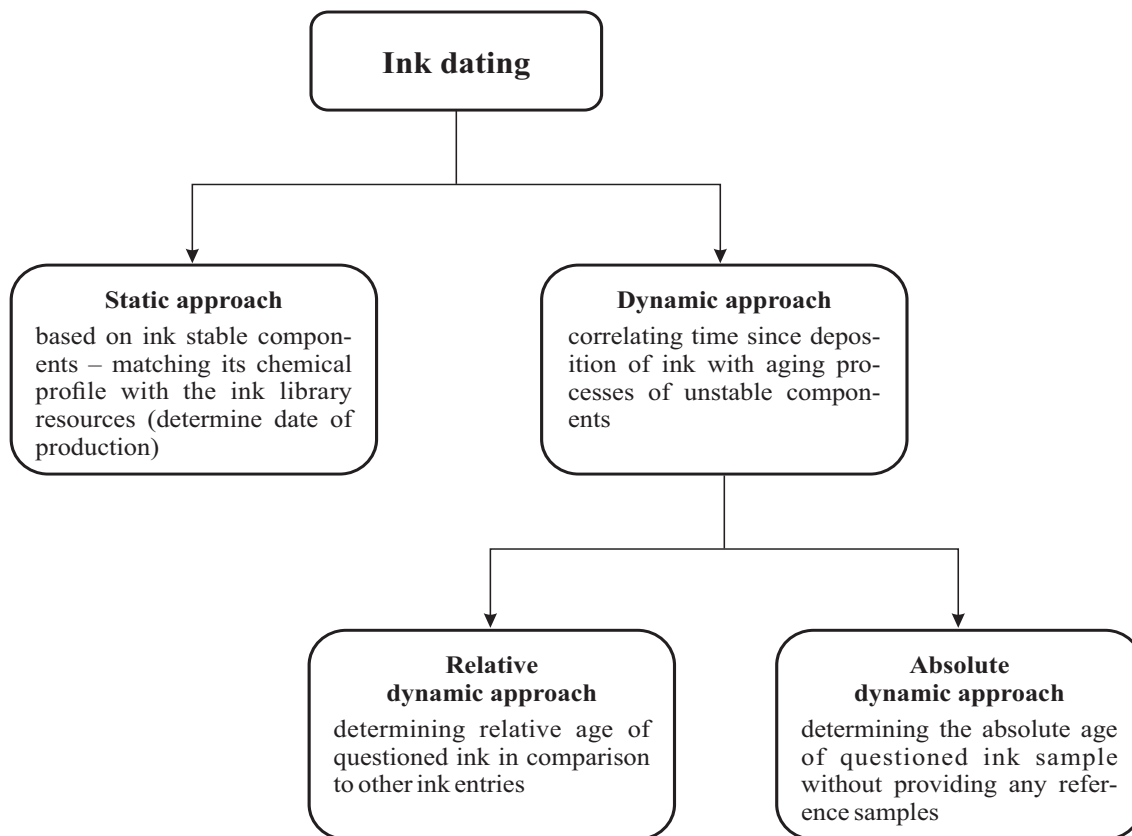 Ink dating
Static approach
based on ink stable compon-
ents – matching its chemical
profile with the ink library
resources (determine date of
production)
Dynamic approach
correlating time since depos-
ition of ink with aging pro-
cesses of unstable compon-
ents
Relative
dynamic approach
determining relative age of
questioned ink in comparison
to other ink entries
Absolute
dynamic approach
determining the absolute age
of questioned ink sample
without providing any refer-
ence samples